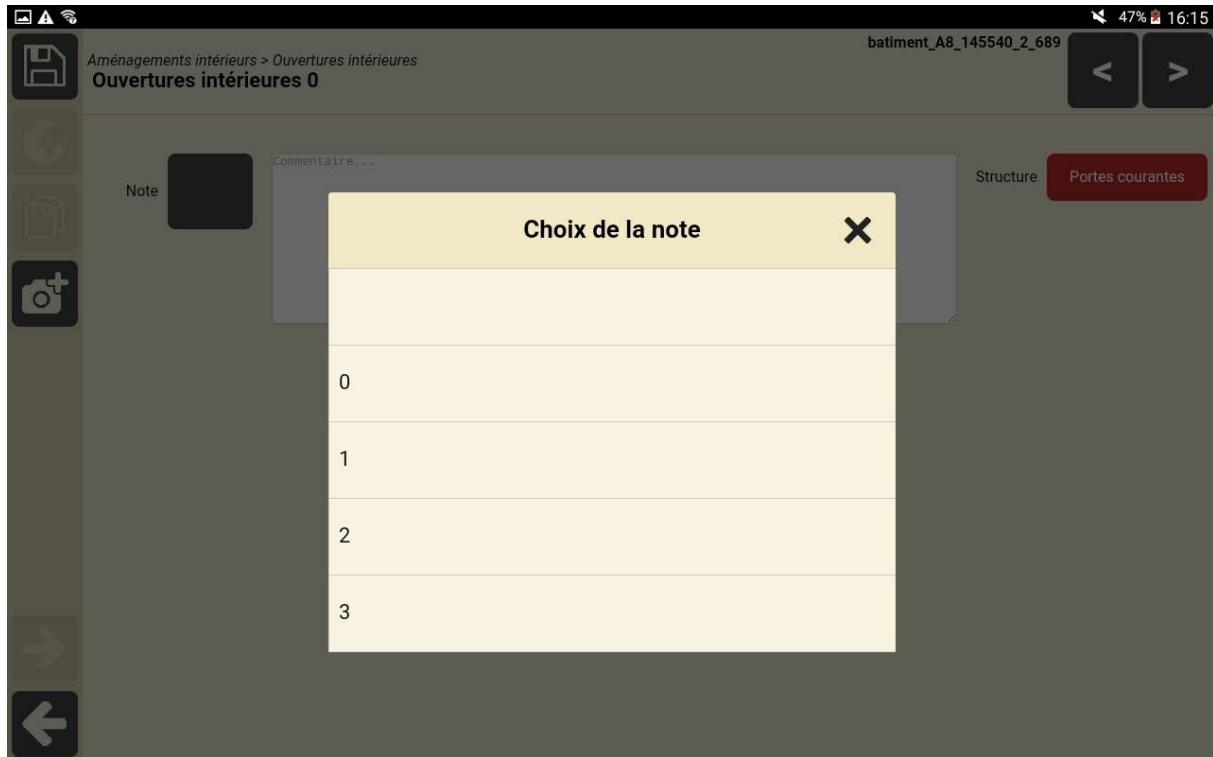 47% 16:15
batiment_A8_145540_2_689
Aménagements intérieurs > Ouvertures intérieures
Ouvertures intérieures 0
< >
Note
Commentaire...
Structure
Portes courantes
Choix de la note
0
1
2
3